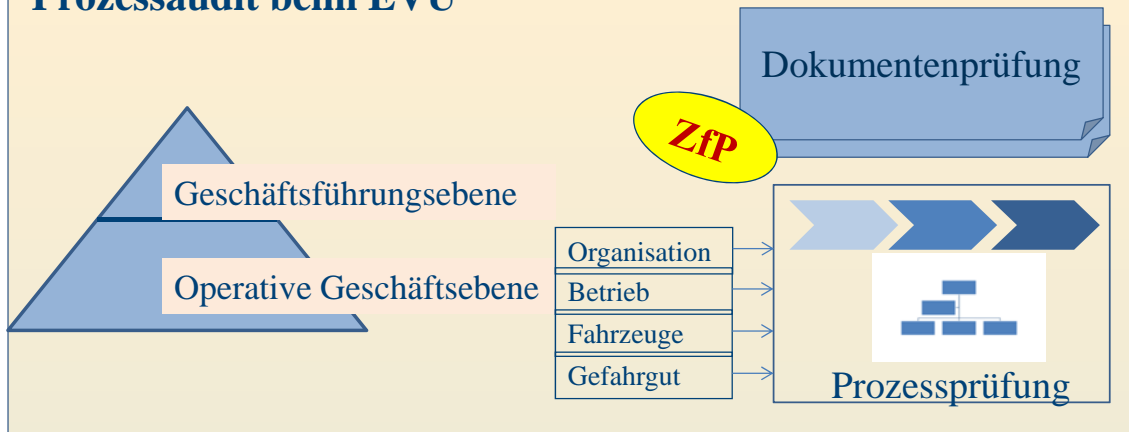 Prozessaudit beim EVU
Dokumentenprüfung
ZfP
Geschäftsführungsebene
Operative Geschäftsebene
Organisation
Betrieb
Fahrzeuge
Gefahrgut
Prozessprüfung